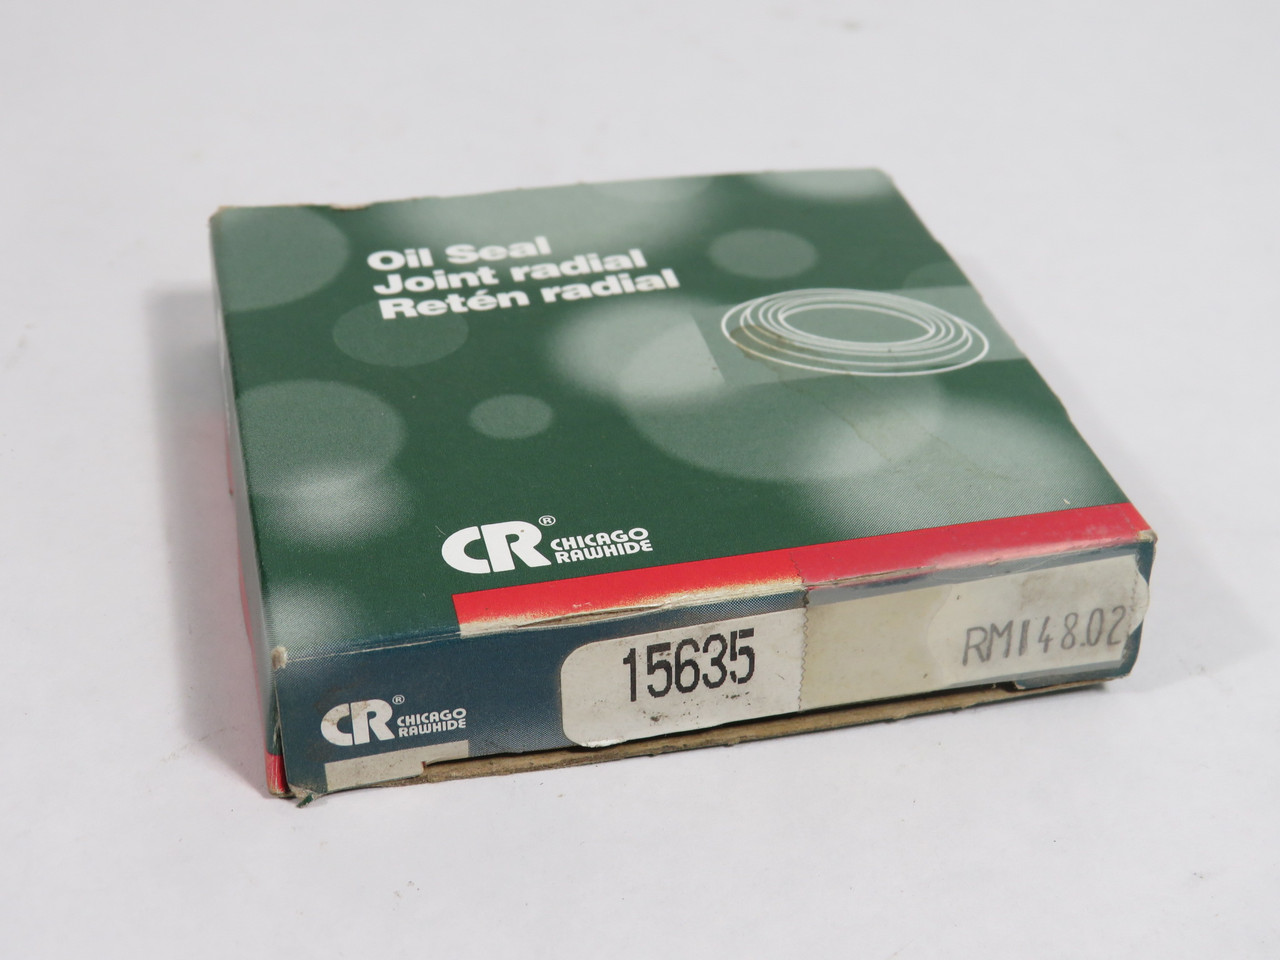 Oil Seal
Joint radial
Retén radial
CR®
CHICAGO
RAWHIDE
CR®
CHICAGO
RAWHIDE
15635
RM148.02